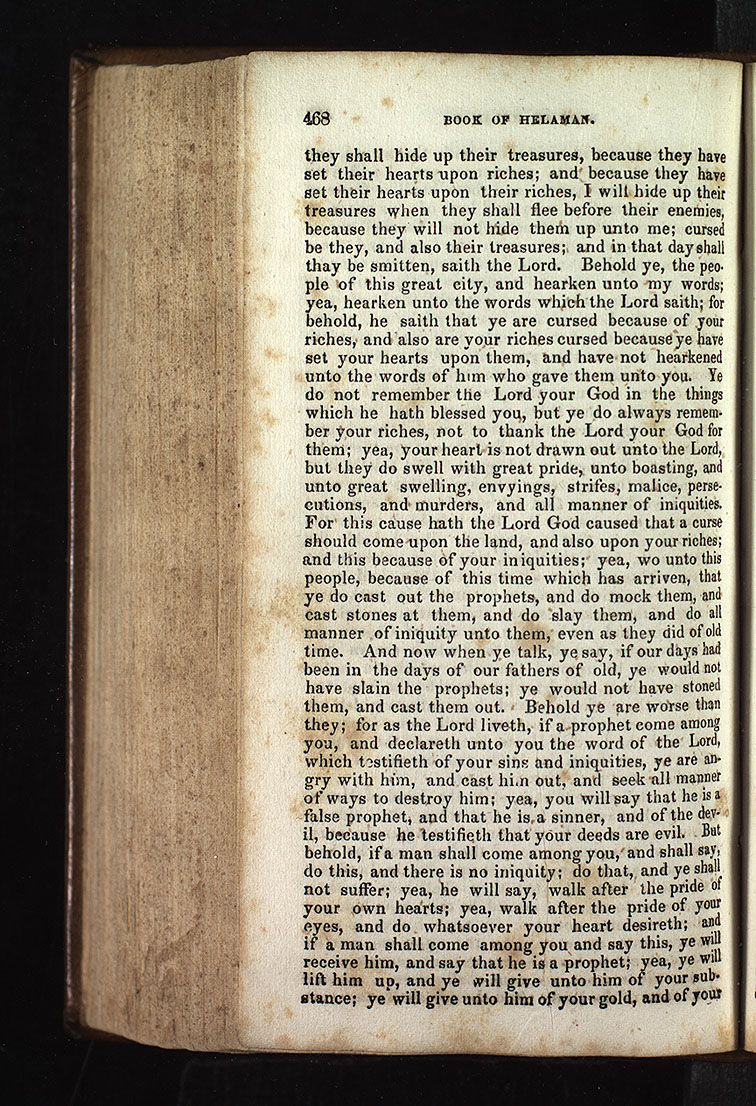 468 BOOK OF HELAMAN.
they shall hide up their treasures, because they have
set their hearts upon riches; and because they have
set their hearts upon their riches, I will hide up their
treasures when they shall flee before their enemies,
because they will not hide them up unto me; cursed
be they, and also their treasures; and in that day shall
thay be smitten, saith the Lord. Behold ye, the peo-
ple of this great city, and hearken unto my words;
yea, hearken unto the words which the Lord saith; for
behold, he saith that ye are cursed because of your
riches, and also are your riches cursed because ye have
set your hearts upon them, and have not hearkened
unto the words of him who gave them unto you. Ye
do not remember the Lord your God in the things
which he hath blessed you, but ye do always remem-
ber your riches, not to thank the Lord your God for
them; yea, your heart is not drawn out unto the Lord,
but they do swell with great pride, unto boasting, and
unto great swelling, envyings, strifes, malice, perse-
cutions, and murders, and all manner of iniquities.
For this cause hath the Lord God caused that a curse
should come upon the land, and also upon your riches;
and this because of your iniquities; yea, wo unto this
people, because of this time which has arriven, that
ye do cast out the prophets, and do mock them, and
cast stones at them, and do slay them, and do all
manner of iniquity unto them, even as they did of old
time. And now when ye talk, ye say, if our days had
been in the days of our fathers of old, ye would not
have slain the prophets; ye would not have stoned
them, and cast them out. Behold ye are worse than
they; for as the Lord liveth, if a prophet come among
you, and declareth unto you the word of the Lord,
which testifieth of your sins and iniquities, ye are an-
gry with him, and cast him out, and seek all manner
of ways to destroy him; yea, you will say that he is a
false prophet, and that he is a sinner, and of the dev-
il, because he testifieth that your deeds are evil. But
behold, if a man shall come among you, and shall say,
do this, and there is no iniquity; do that, and ye shall
not suffer; yea, he will say, walk after the pride of
your own hearts; yea, walk after the pride of your
eyes, and do whatsoever your heart desireth; and
if a man shall come among you and say this, ye will
receive him, and say that he is a prophet; yea, ye will
lift him up, and ye will give unto him of your sub-
stance; ye will give unto him of your gold, and of your